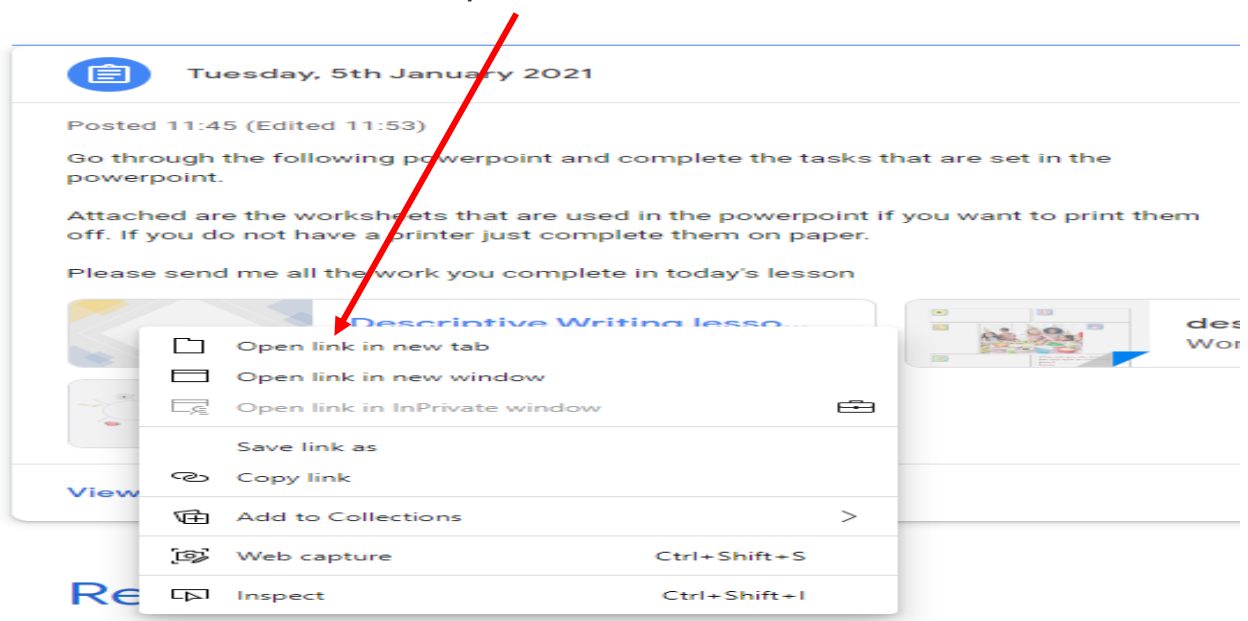 Tuesday, 5th January 2021
Posted 11:45 (Edited 11:53)
Go through the following powerpoint and complete the tasks that are set in the
powerpoint.
Attached are the worksheets that are used in the powerpoint if you want to print them
off. If you do not have a printer just complete them on paper.
Please send me all the work you complete in today's lesson
Descriptive Writing lesso...
des
Wor
Open link in new tab
Open link in new window
Open link in InPrivate window
Save link as
Copy link
View
Add to Collections
Web capture Ctrl+Shift+S
Re
Inspect Ctrl+Shift+I